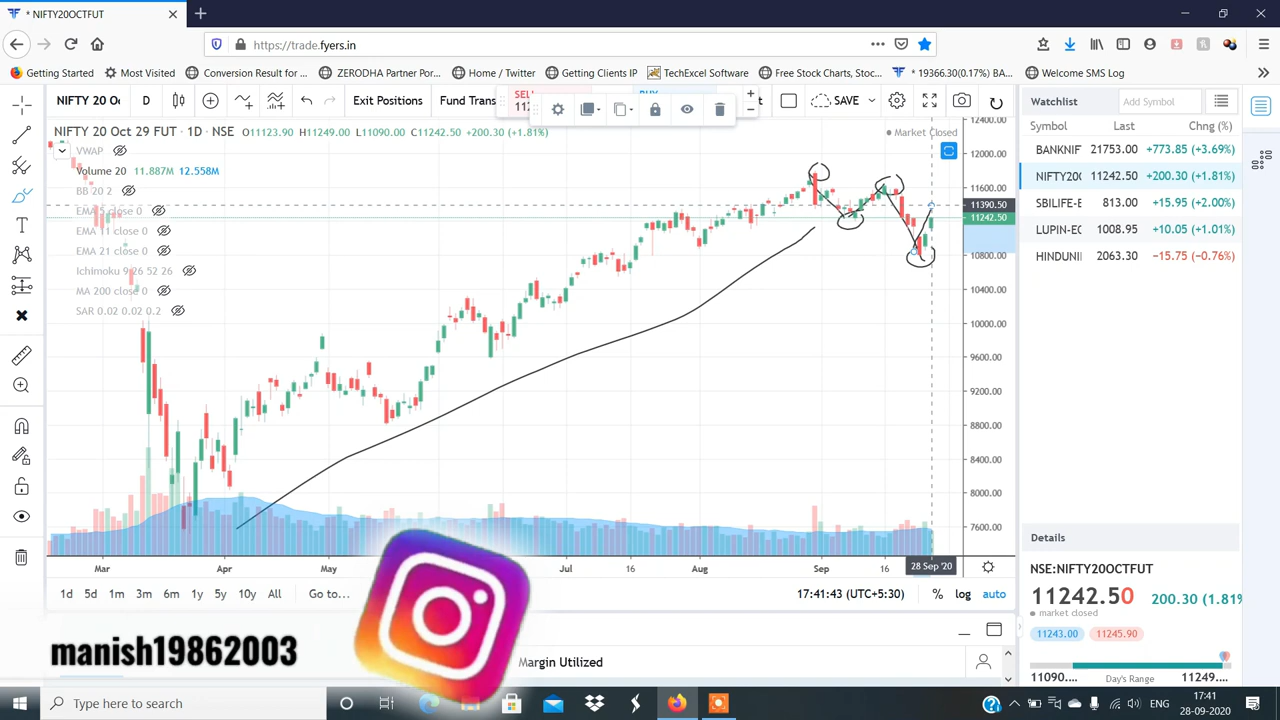 * NIFTY20OCTFUT
https://trade.fyers.in
Getting Started Most Visited Conversion Result for ... ZERODHA Partner Por... Home / Twitter Getting Clients IP TechExcel Software Free Stock Charts, Stoc... * 19366.30(0.17%) BA... Welcome SMS Log
NIFTY 20 Oc D Exit Positions Fund Trans SELL SAVE
NIFTY 20 Oct 29 FUT · 1D · NSE O11123.90 H11249.00 L11090.00 C11242.50 +200.30 (+1.81%)
Market Closed
VWAP
Volume 20 11.887M 12.558M
BB 20 2
EMA 5 close 0
EMA 11 close 0
EMA 21 close 0
Ichimoku 9 26 52 26
MA 200 close 0
SAR 0.02 0.02 0.2
12400.00
12000.00
11600.00
11390.50
11242.50
10800.00
10400.00
10000.00
9600.00
9200.00
8800.00
8400.00
8000.00
7600.00
Mar Apr May Jul 16 Aug Sep 16 28 Sep '20
1d 5d 1m 3m 6m 1y 5y 10y All Go to... 17:41:43 (UTC+5:30) % log auto
Watchlist Add Symbol
Symbol Last Chng (%)
BANKNIF 21753.00 +773.85 (+3.69%)
NIFTY20 11242.50 +200.30 (+1.81%)
SBILIFE-E 813.00 +15.95 (+2.00%)
LUPIN-EC 1008.95 +10.05 (+1.01%)
HINDUNI 2063.30 −15.75 (−0.76%)
Details
NSE:NIFTY20OCTFUT
11242.50 200.30 (1.81%
market closed
11243.00 11245.90
11090.... 11249....
Day's Range
manish19862003
Margin Utilized
Type here to search
ENG
17:41
28-09-2020